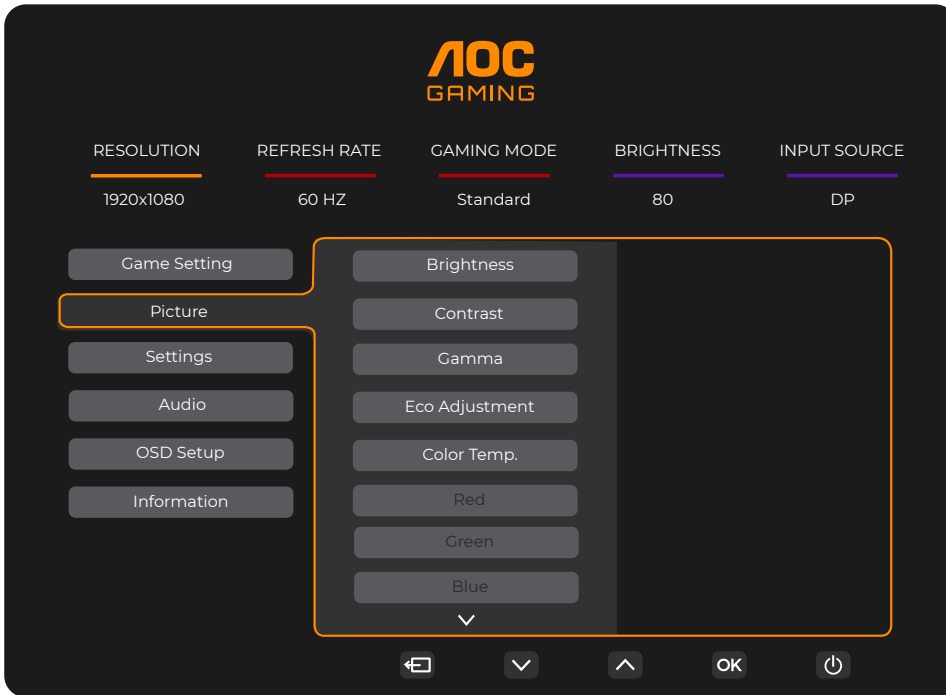 AOC
GAMING
RESOLUTION REFRESH RATE GAMING MODE BRIGHTNESS INPUT SOURCE
1920x1080 60 HZ Standard 80 DP
Game Setting
Picture
Settings
Audio
OSD Setup
Information
Brightness
Contrast
Gamma
Eco Adjustment
Color Temp.
Red
Green
Blue
OK